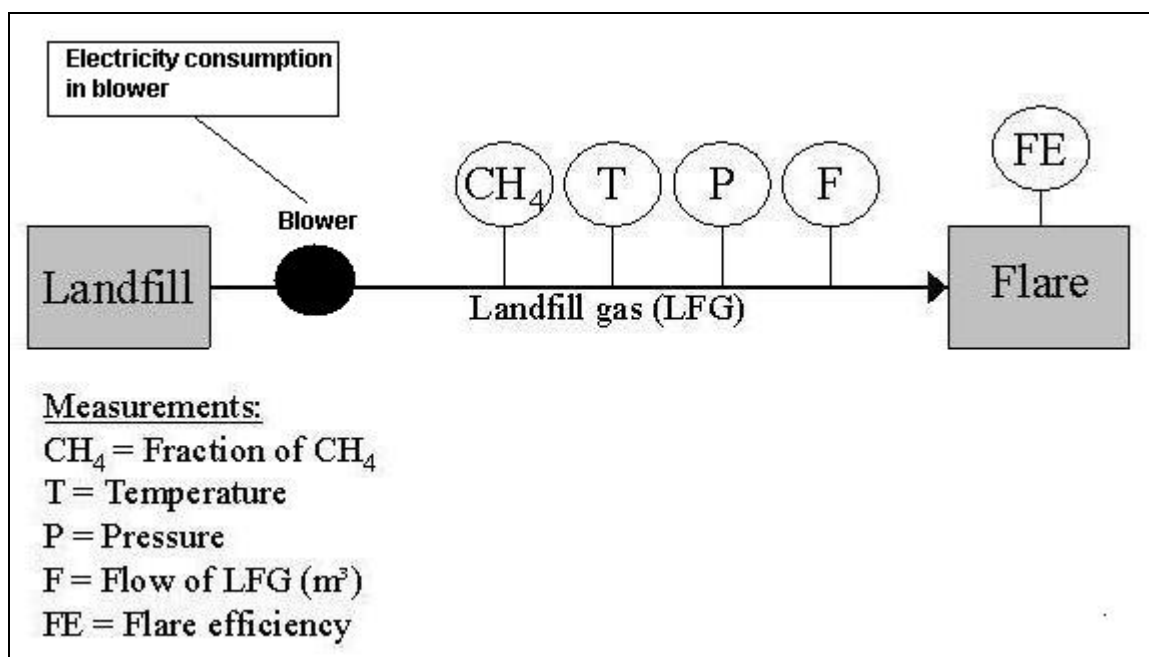 Electricity consumption
in blower
CH₄ T P F FE
Blower
Landfill
Flare
Landfill gas (LFG)
Measurements:
CH₄ = Fraction of CH₄
T = Temperature
P = Pressure
F = Flow of LFG (m³)
FE = Flare efficiency